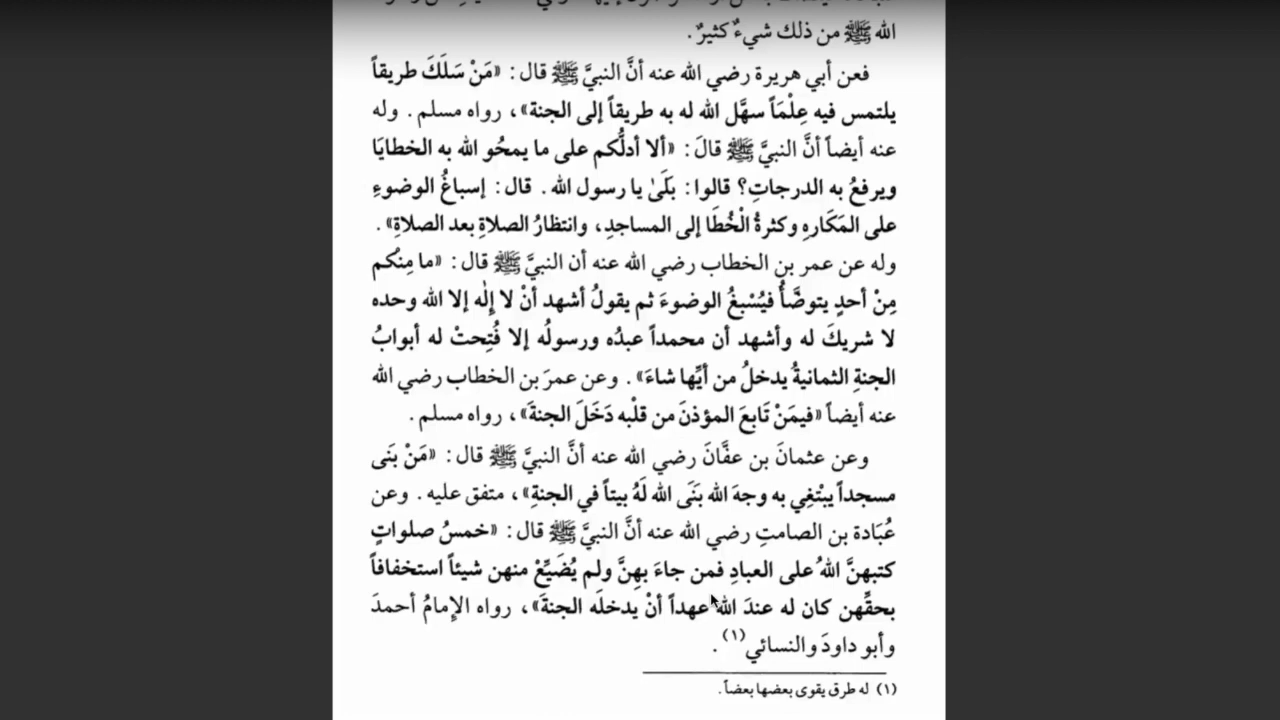 الله ﷺ من ذلك شيءٌ كثيرٌ.
فعن أبي هريرة رضي الله عنه أنَّ النبيَّ ﷺ قال: «مَنْ سَلَكَ طريقاً
يلتمس فيه عِلْمَاً سهَّل الله له به طريقاً إلى الجنة»، رواه مسلم. وله
عنه أيضاً أنَّ النبيَّ ﷺ قالَ: «ألا أدلُّكم على ما يمحُو الله به الخطايَا
ويرفعُ به الدرجاتِ؟ قالوا: بَلَىٰ يا رسول الله. قال: إسباغُ الوضوءِ
على المَكَارهِ وكثرةُ الْخُطَا إلى المساجدِ، وانتظارُ الصلاةِ بعد الصلاةِ».
وله عن عمر بنِ الخطاب رضي الله عنه أن النبيَّ ﷺ قال: «ما مِنْكم
مِنْ أحدٍ يتوضَّأُ فيُسْبغُ الوضوءَ ثم يقولُ أشهد أنْ لا إِلٰه إلا الله وحده
لا شريكَ له وأشهد أن محمداً عبدُه ورسولُه إلا فُتِحتْ له أبوابُ
الجنةِ الثمانيةُ يدخلُ من أيِّها شاءَ». وعن عمرَ بن الخطاب رضي الله
عنه أيضاً «فيمَنْ تَابعَ المؤذنَ من قلْبه دَخَلَ الجنةَ»، رواه مسلم.
وعن عثمانَ بن عفَّانَ رضي الله عنه أنَّ النبيَّ ﷺ قال: «مَنْ بَنَى
مسجداً يبْتغِي به وجهَ الله بَنَى الله لَهُ بيتاً في الجنةِ»، متفق عليه. وعن
عُبَادة بن الصامتِ رضي الله عنه أنَّ النبيَّ ﷺ قال: «خمسُ صلواتٍ
كتبهنَّ اللهُ على العبادِ فمن جاءَ بِهِنَّ ولم يُضَيِّعْ منهن شيئاً استخفافاً
بحقِّهن كان له عندَ الله عهداً أنْ يدخلَه الجنةَ»، رواه الإِمامُ أحمدَ
وأبو داودَ والنسائي(١).
(١) له طرق يقوى بعضها بعضاً.